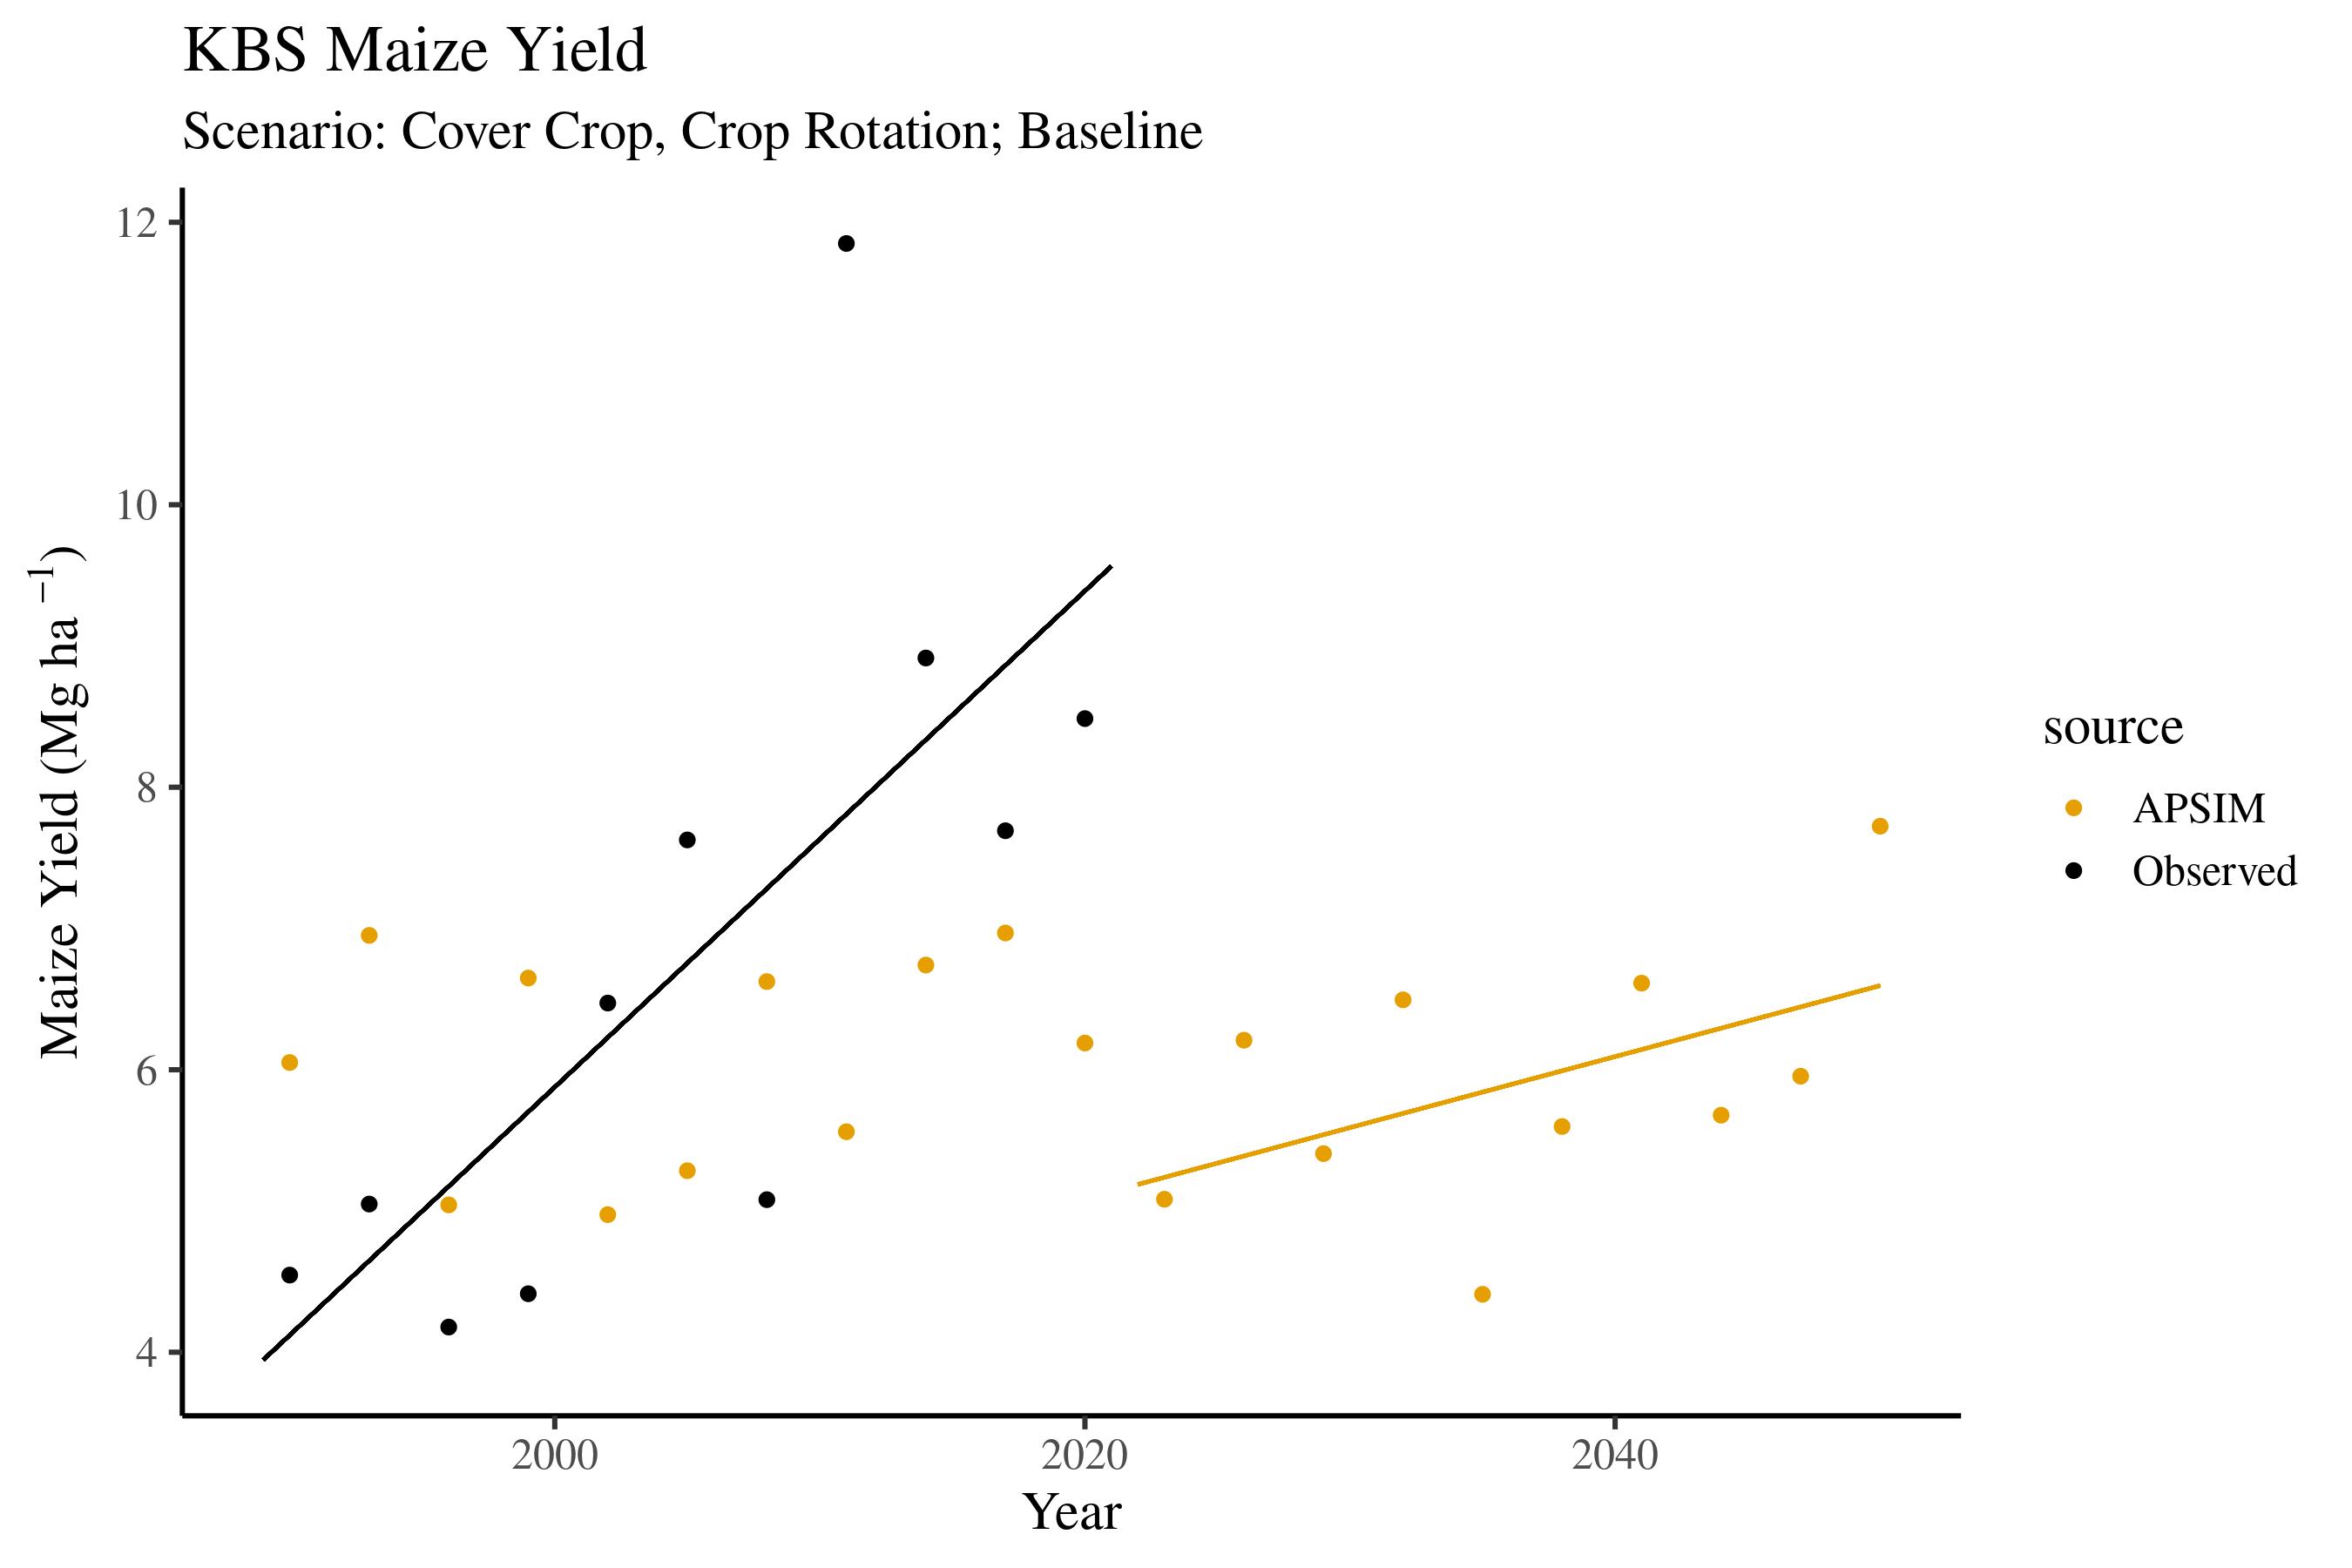 KBS Maize Yield
Scenario: Cover Crop, Crop Rotation; Baseline
12
10
8
6
4
Maize Yield (Mg ha −1)
2000
2020
2040
Year
source
APSIM
Observed